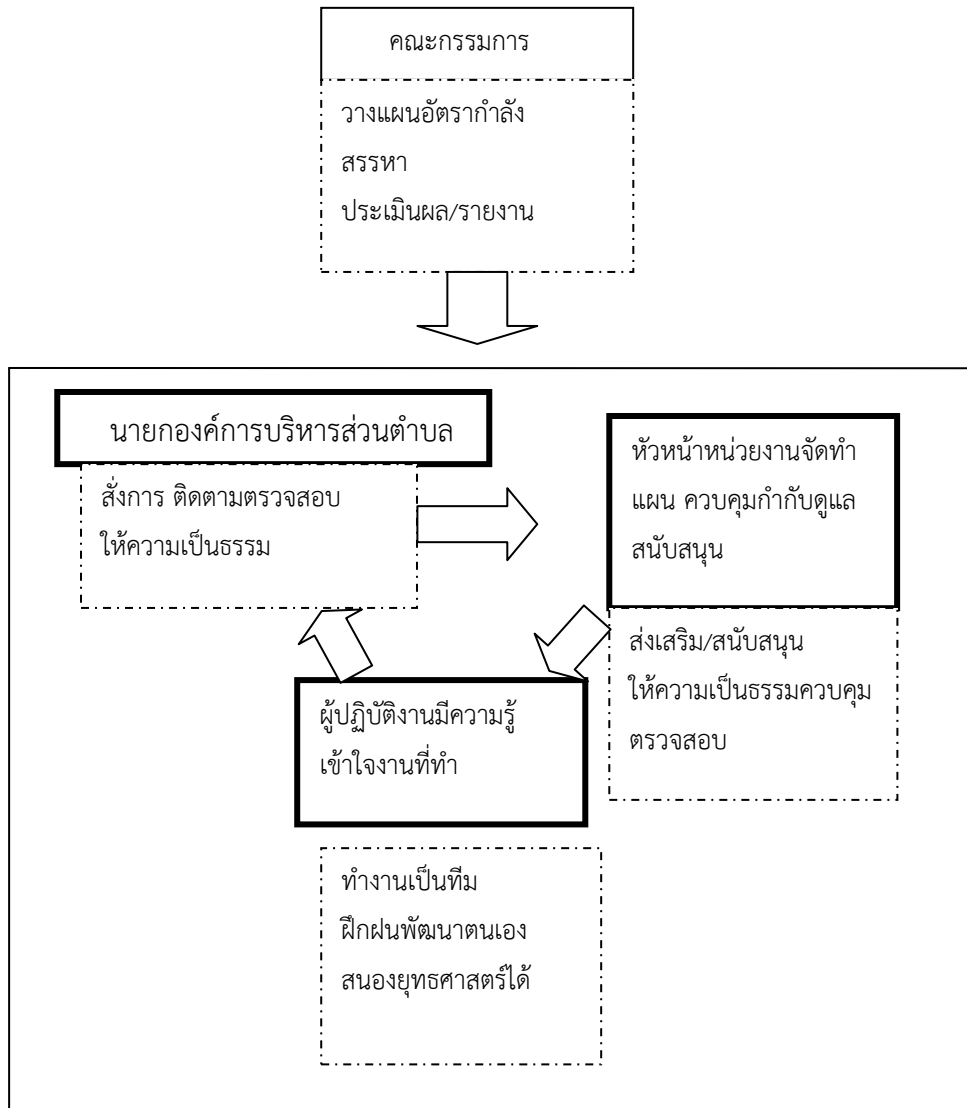 คณะกรรมการ
วางแผนอัตรากำลัง
สรรหา
ประเมินผล/รายงาน
นายกองค์การบริหารส่วนตำบล
สั่งการ ติดตามตรวจสอบ
ให้ความเป็นธรรม
หัวหน้าหน่วยงานจัดทำ
แผน ควบคุมกำกับดูแล
สนับสนุน
ส่งเสริม/สนับสนุน
ให้ความเป็นธรรมควบคุม
ตรวจสอบ
ผู้ปฏิบัติงานมีความรู้
เข้าใจงานที่ทำ
ทำงานเป็นทีม
ฝึกฝนพัฒนาตนเอง
สนองยุทธศาสตร์ได้